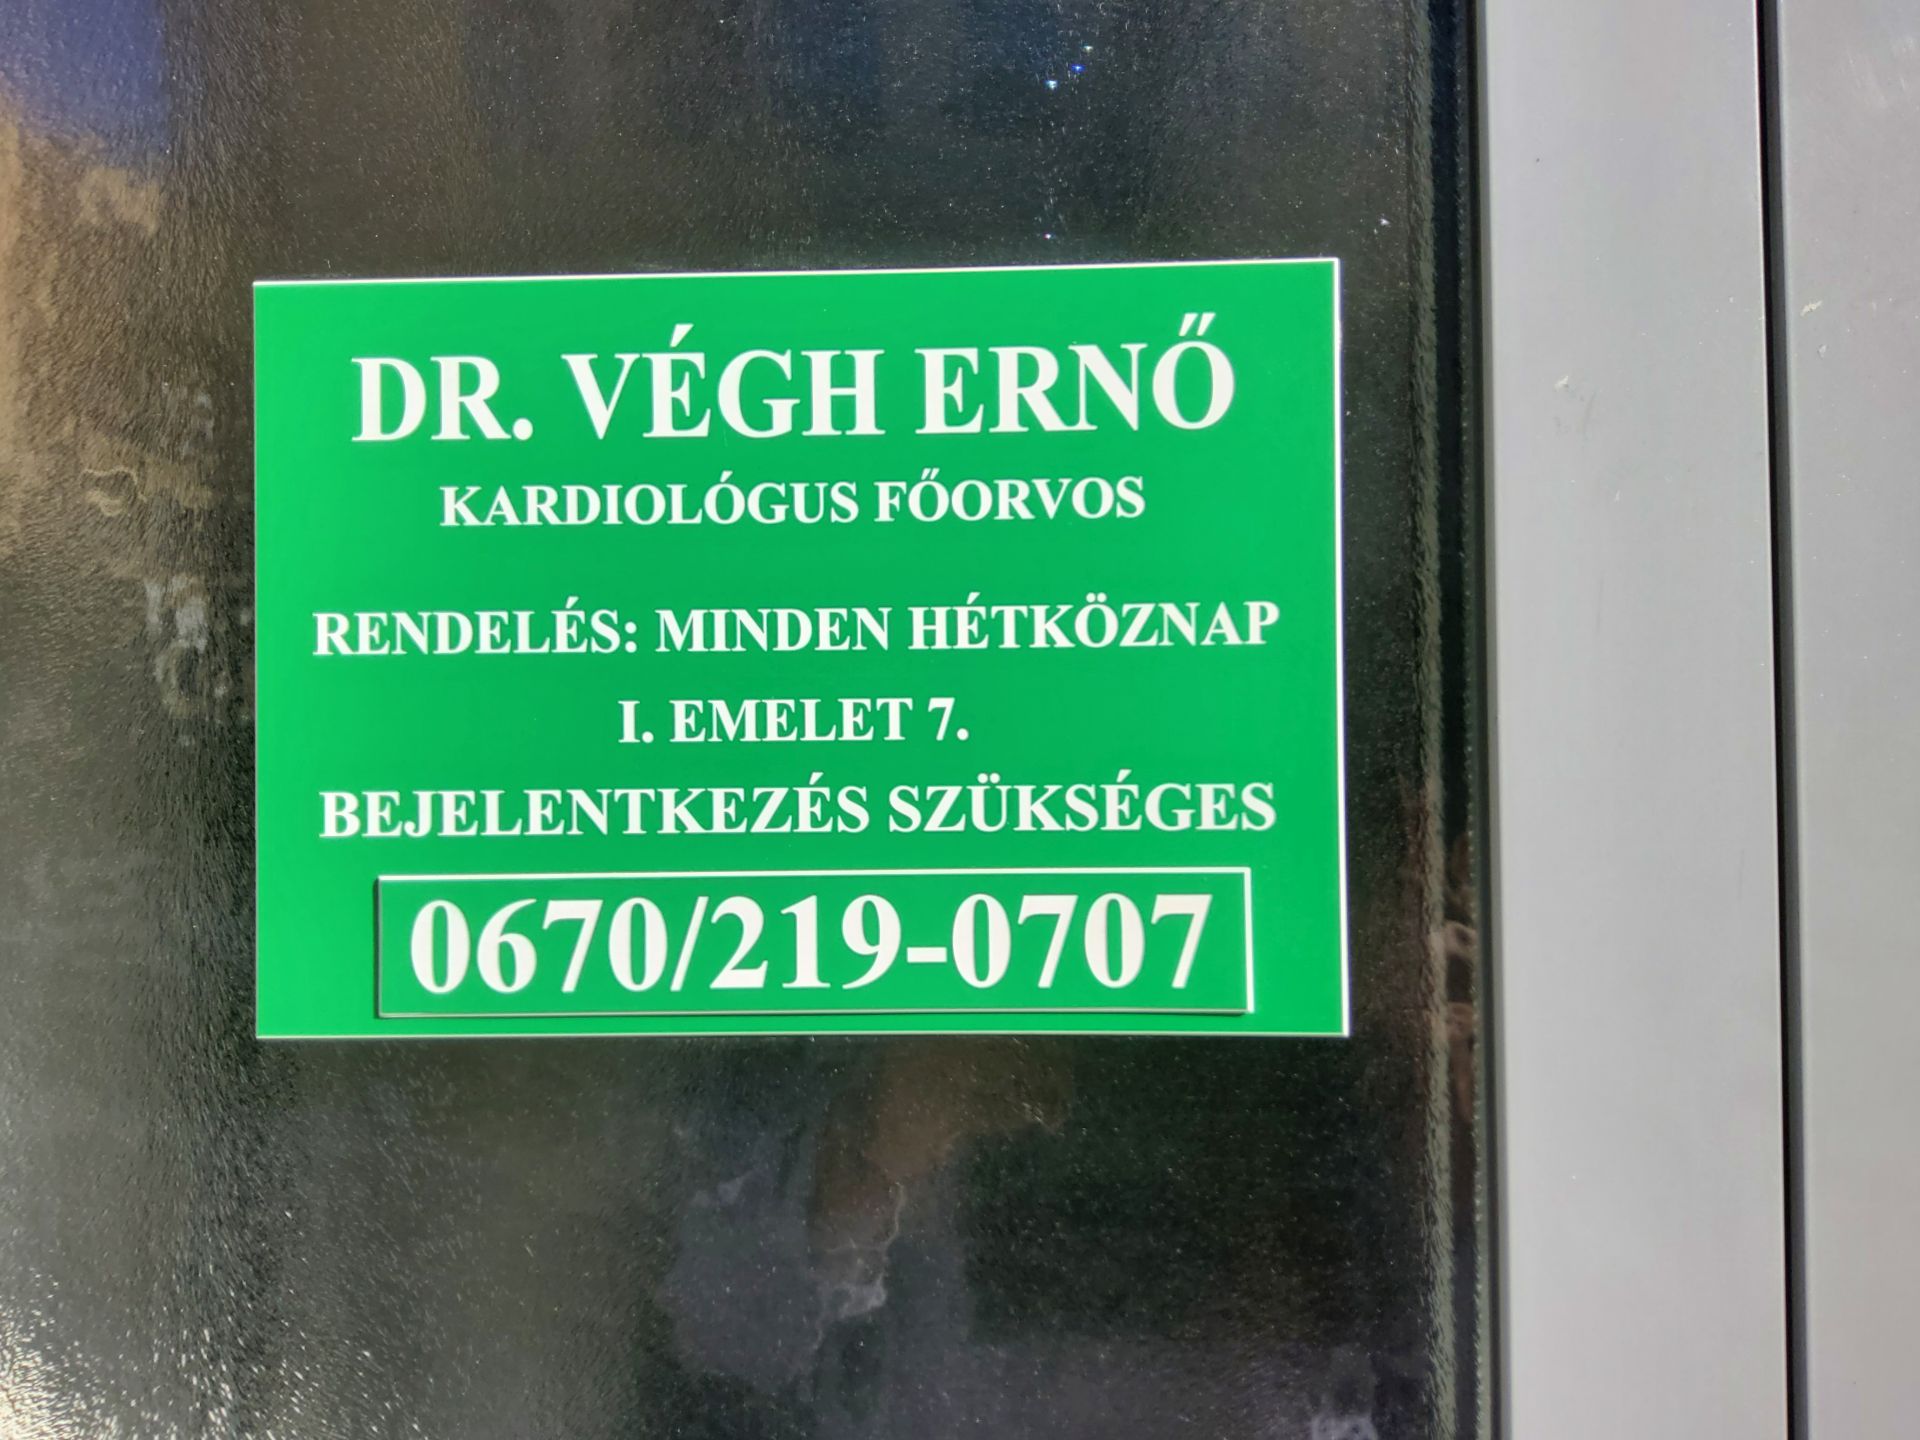 DR. VÉGH ERNŐ
KARDIOLÓGUS FŐORVOS
RENDELÉS: MINDEN HÉTKÖZNAP
I. EMELET 7.
BEJELENTKEZÉS SZÜKSÉGES
0670/219-0707